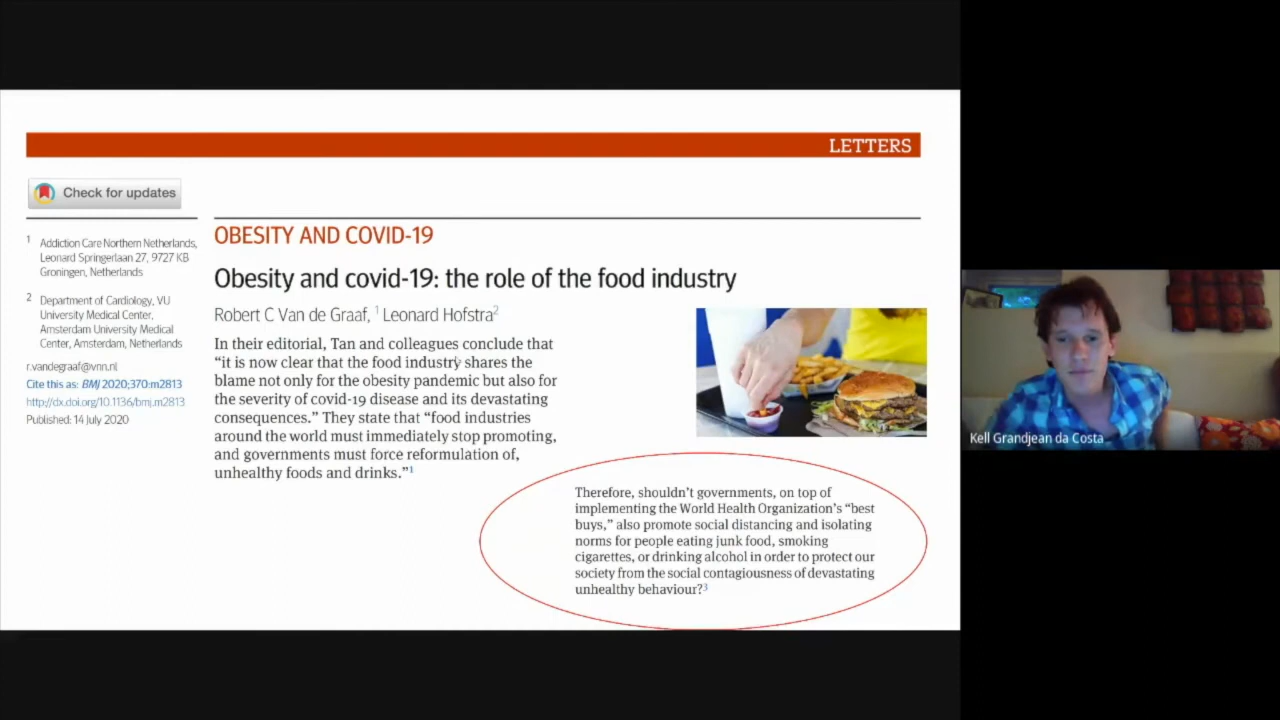 LETTERS
Check for updates
1 Addiction Care Northern Netherlands,
Leonard Springerlaan 27, 9727 KB
Groningen, Netherlands
2 Department of Cardiology, VU
University Medical Center,
Amsterdam University Medical
Center, Amsterdam, Netherlands
r.vandegraaf@vnn.nl
Cite this as: BMJ 2020;370:m2813
http://dx.doi.org/10.1136/bmj.m2813
Published: 14 July 2020
OBESITY AND COVID-19
Obesity and covid-19: the role of the food industry
Robert C Van de Graaf, 1 Leonard Hofstra2
In their editorial, Tan and colleagues conclude that
“it is now clear that the food industry shares the
blame not only for the obesity pandemic but also for
the severity of covid-19 disease and its devastating
consequences.” They state that “food industries
around the world must immediately stop promoting,
and governments must force reformulation of,
unhealthy foods and drinks.”1
Therefore, shouldn’t governments, on top of
implementing the World Health Organization’s “best
buys,” also promote social distancing and isolating
norms for people eating junk food, smoking
cigarettes, or drinking alcohol in order to protect our
society from the social contagiousness of devastating
unhealthy behaviour?3
Kell Grandjean da Costa